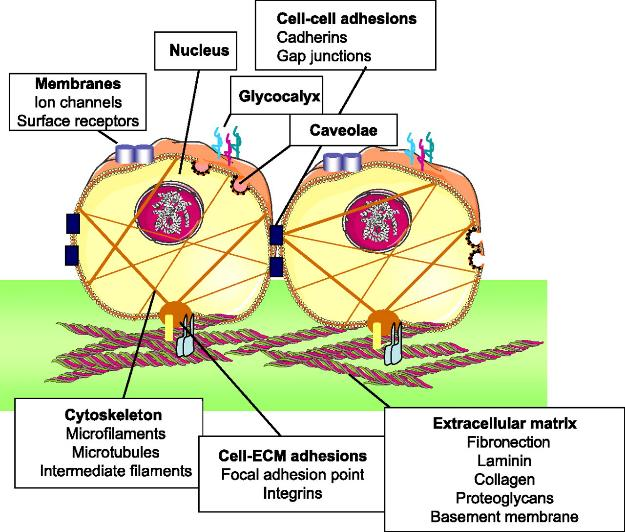 Cell-cell adhesions
Cadherins
Gap junctions
Nucleus
Membranes
Ion channels
Surface receptors
Glycocalyx
Caveolae
Cytoskeleton
Microfilaments
Microtubules
Intermediate filaments
Cell-ECM adhesions
Focal adhesion point
Integrins
Extracellular matrix
Fibronection
Laminin
Collagen
Proteoglycans
Basement membrane